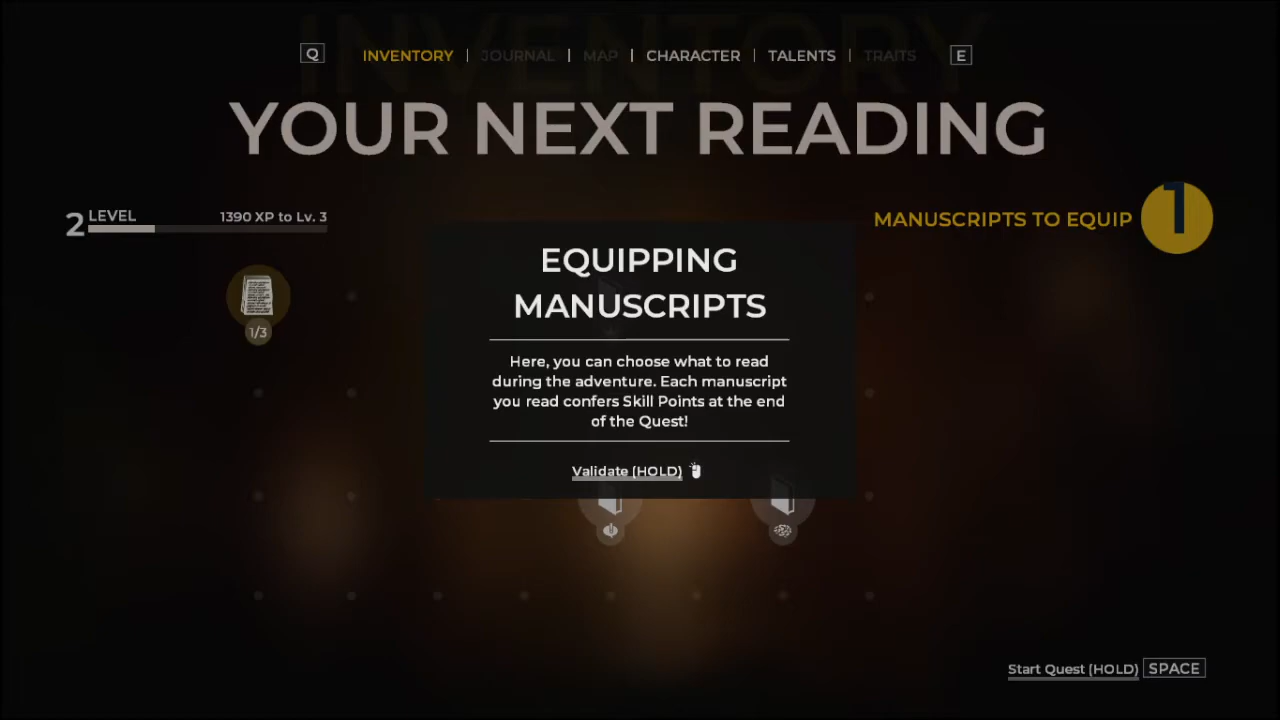 INVENTORY
Q INVENTORY | JOURNAL | MAP | CHARACTER | TALENTS | TRAITS E
YOUR NEXT READING
2 LEVEL 1390 XP to Lv. 3
MANUSCRIPTS TO EQUIP 1
1/3
EQUIPPING
MANUSCRIPTS
Here, you can choose what to read
during the adventure. Each manuscript
you read confers Skill Points at the end
of the Quest!
Validate (HOLD)
Start Quest (HOLD) SPACE